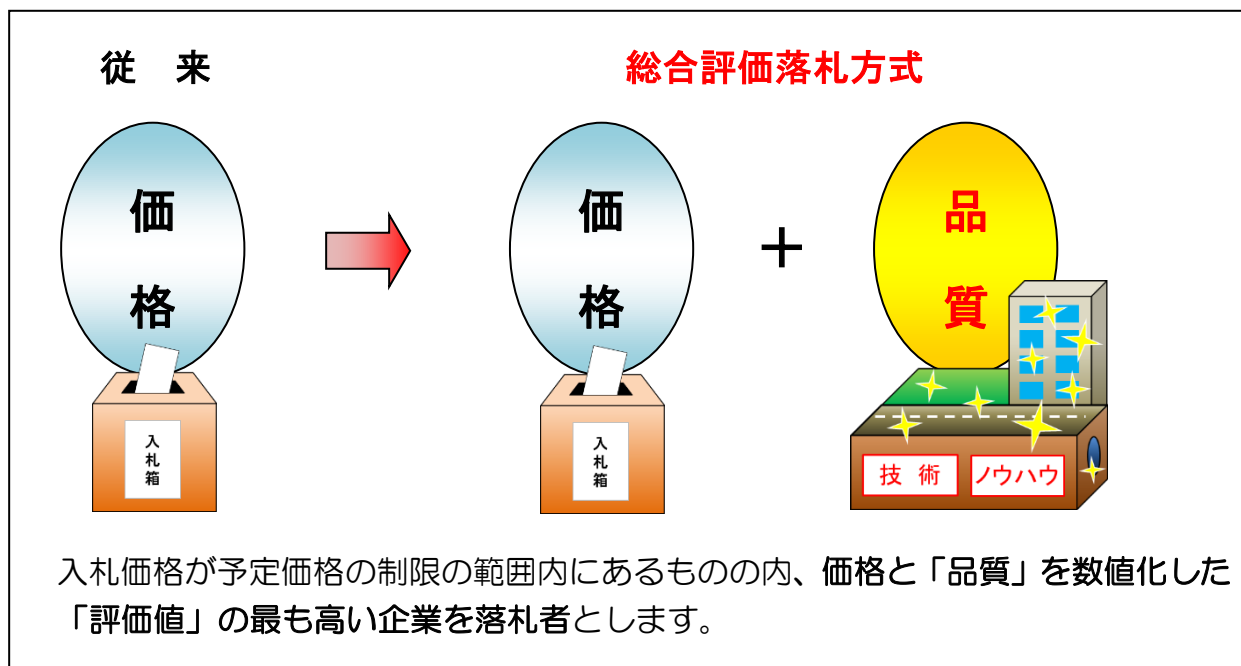 従 来
総合評価落札方式
価格
入札箱
価格
入札箱
＋
品質
技 術
ノウハウ
入札価格が予定価格の制限の範囲内にあるものの内、価格と「品質」を数値化した
「評価値」の最も高い企業を落札者とします。